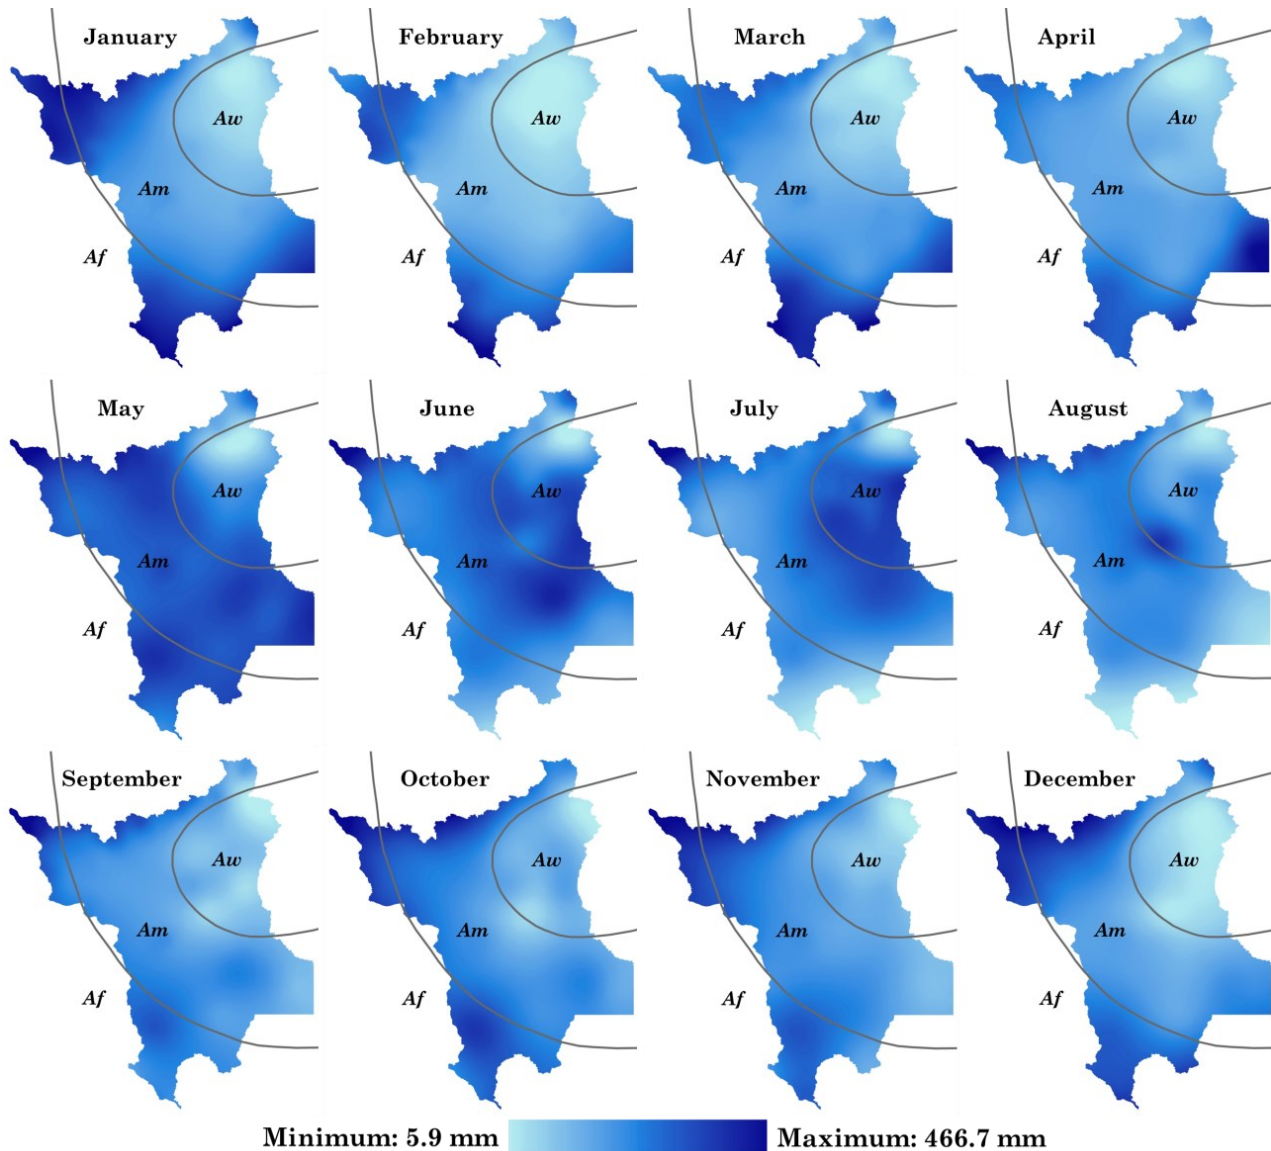 January February March April
Aw Aw Aw Aw
Am Am Am Am
Af Af Af Af
May June July August
Aw Aw Aw Aw
Am Am Am Am
Af Af Af Af
September October November December
Aw Aw Aw Aw
Am Am Am Am
Af Af Af Af
Minimum: 5.9 mm Maximum: 466.7 mm